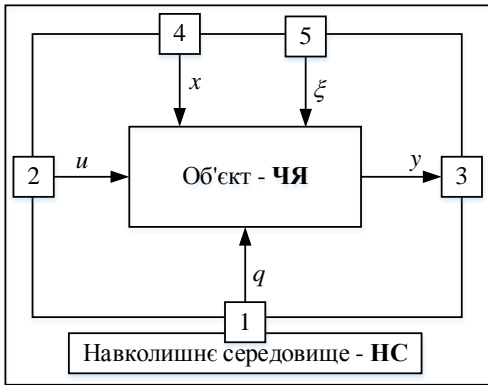 4
5
x
ξ
2
u
Об'єкт - ЧЯ
y
3
q
1
Навколишнє середовище - НС